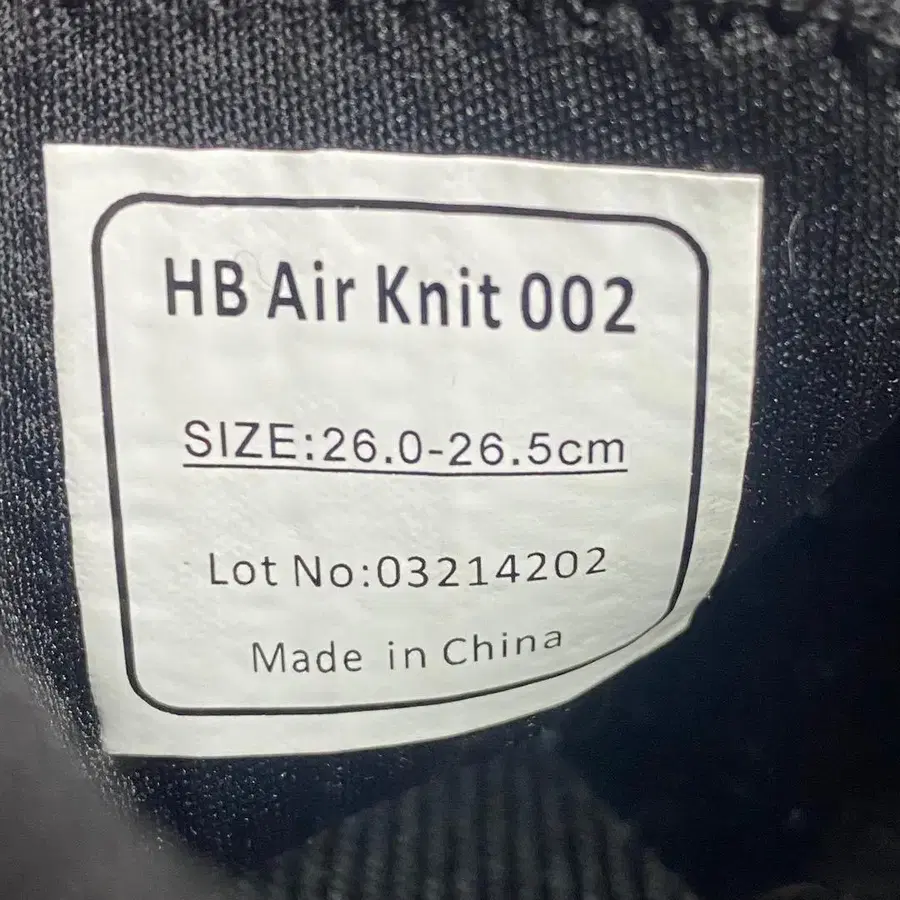 HB Air Knit 002
SIZE:26.0-26.5cm
Lot No:03214202
Made in China